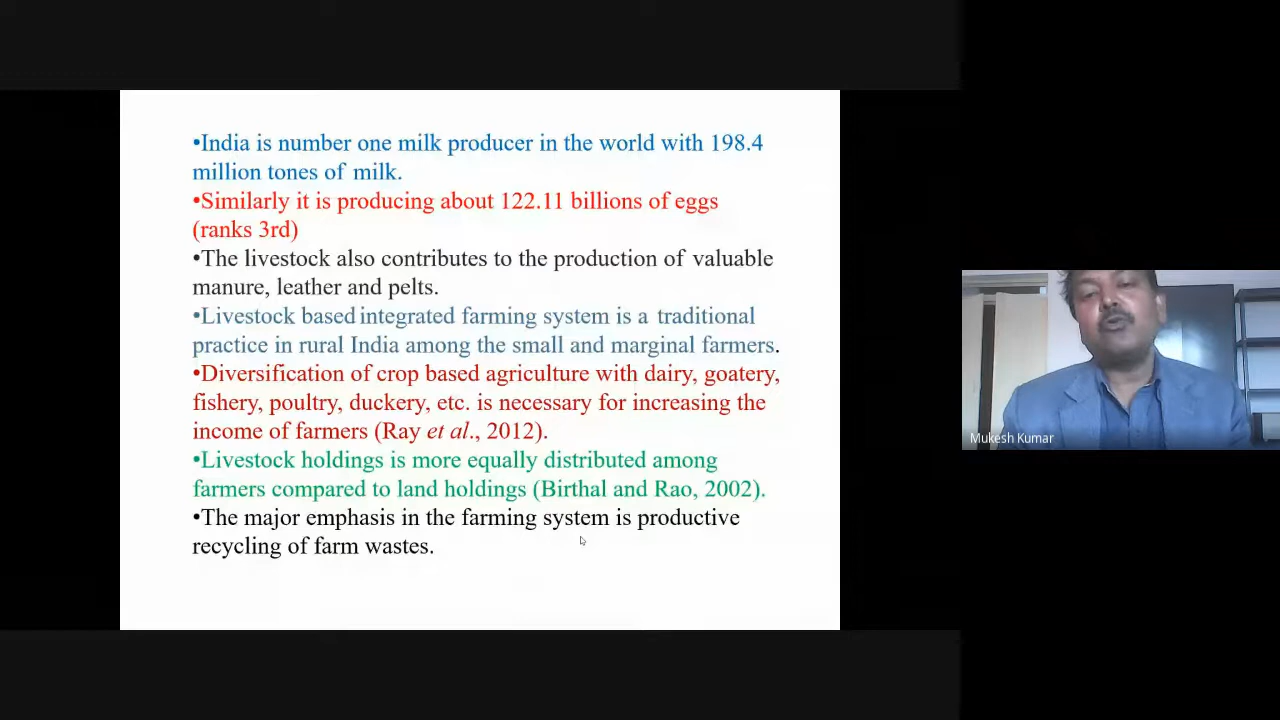 •India is number one milk producer in the world with 198.4
million tones of milk.
•Similarly it is producing about 122.11 billions of eggs
(ranks 3rd)
•The livestock also contributes to the production of valuable
manure, leather and pelts.
•Livestock based integrated farming system is a traditional
practice in rural India among the small and marginal farmers.
•Diversification of crop based agriculture with dairy, goatery,
fishery, poultry, duckery, etc. is necessary for increasing the
income of farmers (Ray et al., 2012).
•Livestock holdings is more equally distributed among
farmers compared to land holdings (Birthal and Rao, 2002).
•The major emphasis in the farming system is productive
recycling of farm wastes.
Mukesh Kumar